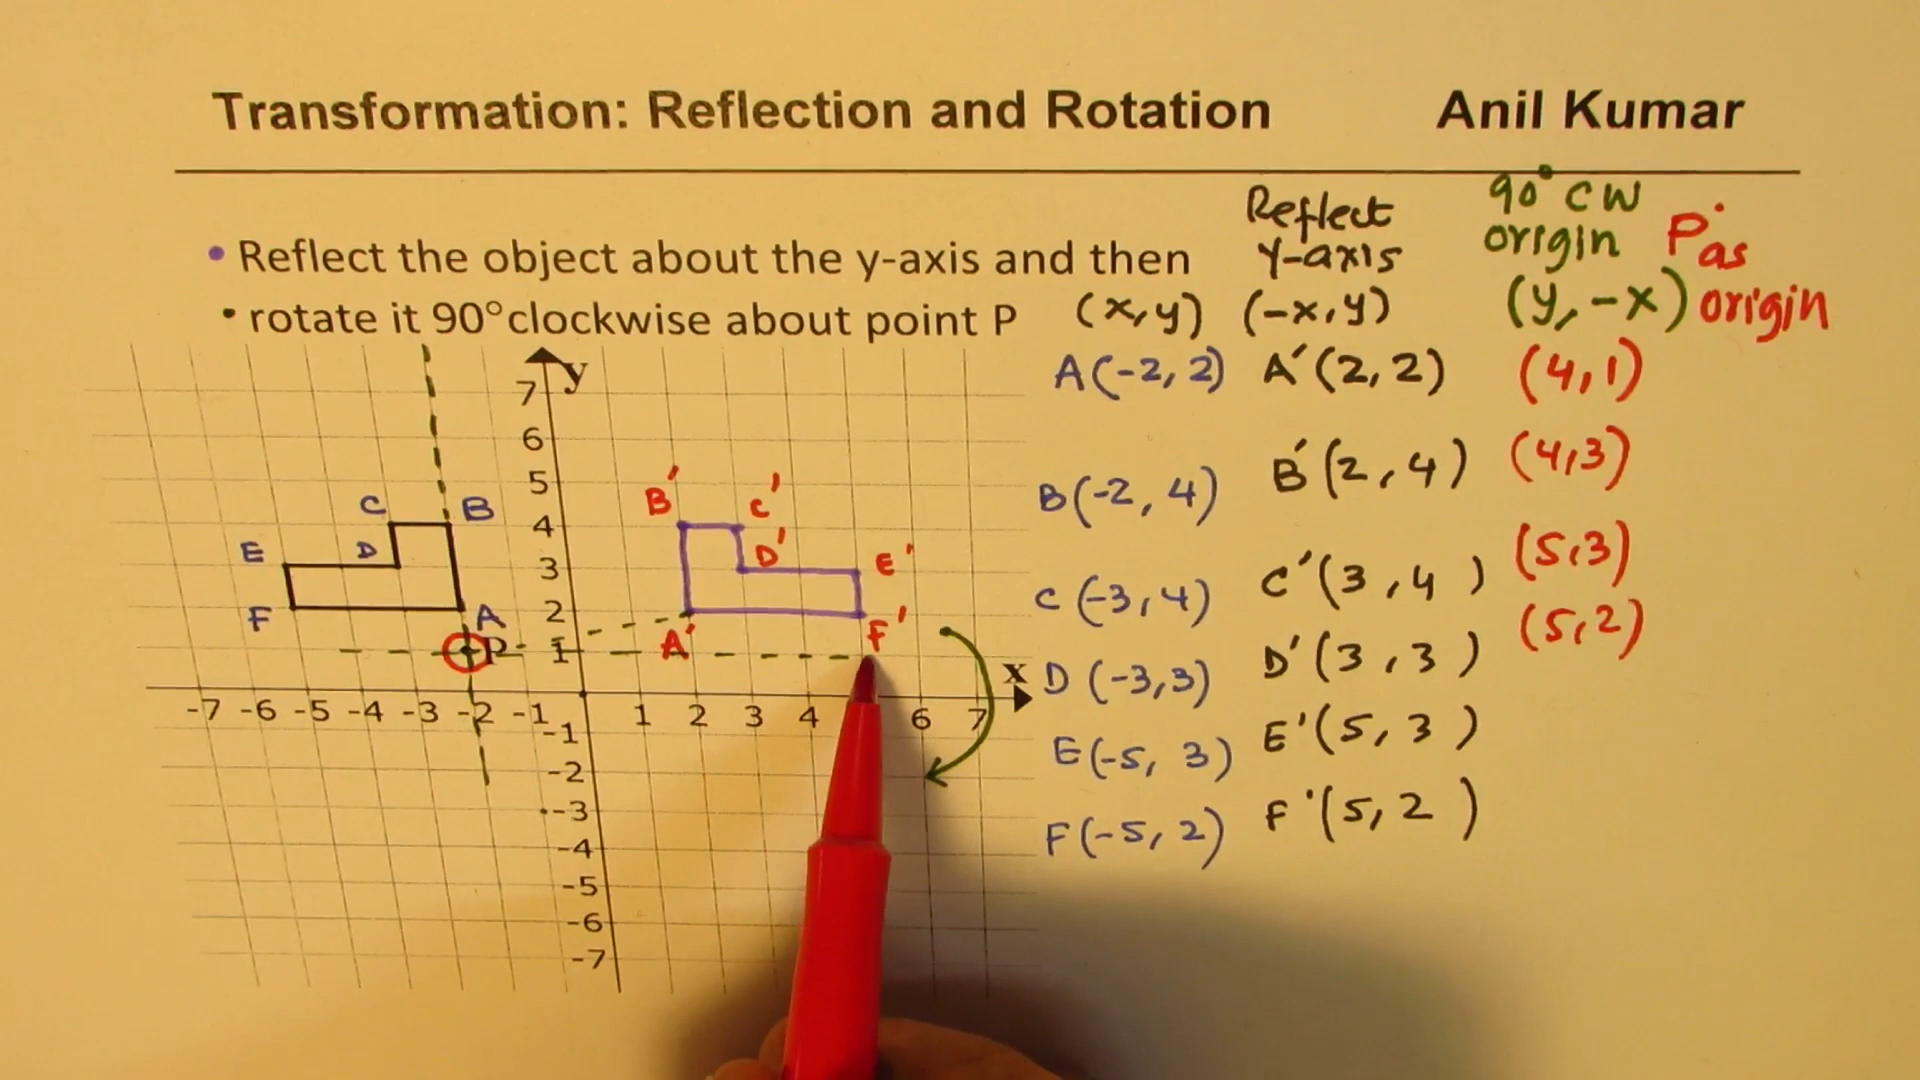 Transformation: Reflection and Rotation Anil Kumar
• Reflect the object about the y-axis and then
• rotate it 90° clockwise about point P
Reflect
Y-axis
90° CW
origin
P as
origin
(x,y) (-x,y) (y,-x)
A(-2, 2) A'(2,2) (4,1)
B(-2, 4) B'(2,4) (4,3)
C(-3,4) C'(3,4) (5,3)
D(-3,3) D'(3,3) (5,2)
E(-5, 3) E'(5,3)
F(-5, 2) F'(5,2)
y
7
6
5
4
3
2
1
C B
E D
F A
P
B' C'
D' E'
A' F'
x
-7 -6 -5 -4 -3 -2 -1 1 2 3 4 6 7
-1
-2
-3
-4
-5
-6
-7